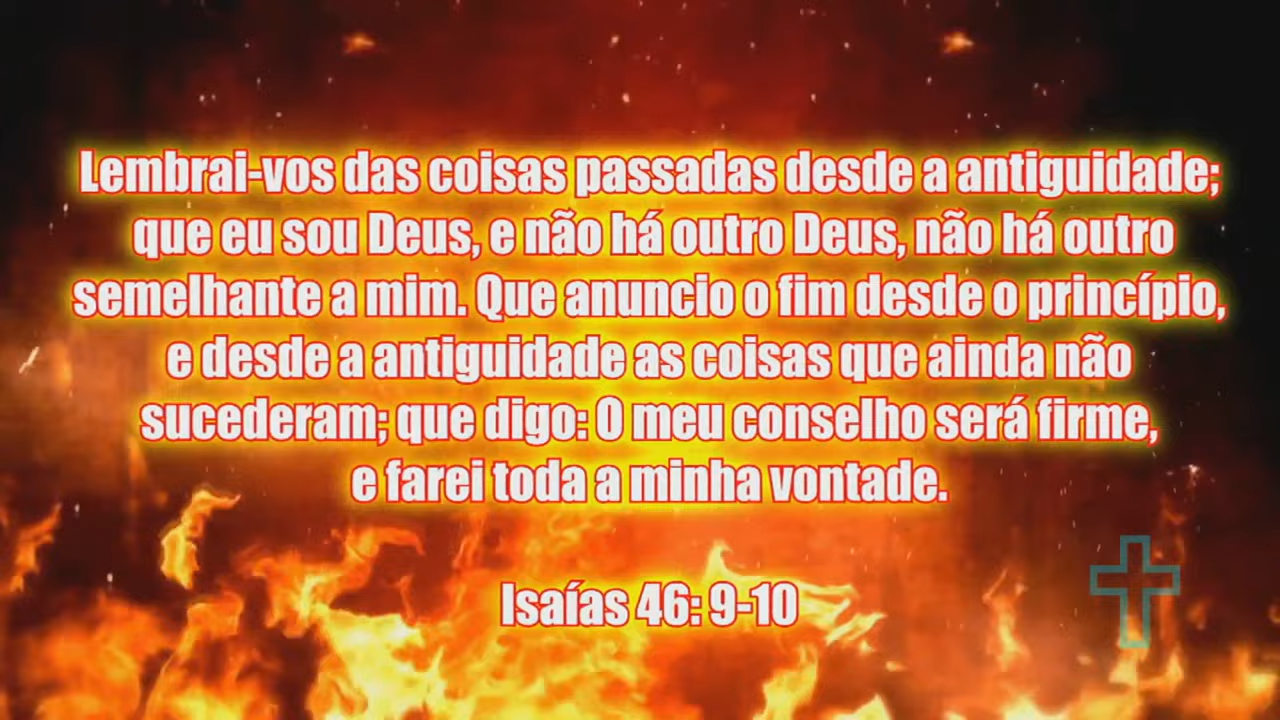 Lembrai-vos das coisas passadas desde a antiguidade;
que eu sou Deus, e não há outro Deus, não há outro
semelhante a mim. Que anuncio o fim desde o princípio,
e desde a antiguidade as coisas que ainda não
sucederam; que digo: O meu conselho será firme,
e farei toda a minha vontade.
Isaías 46: 9-10